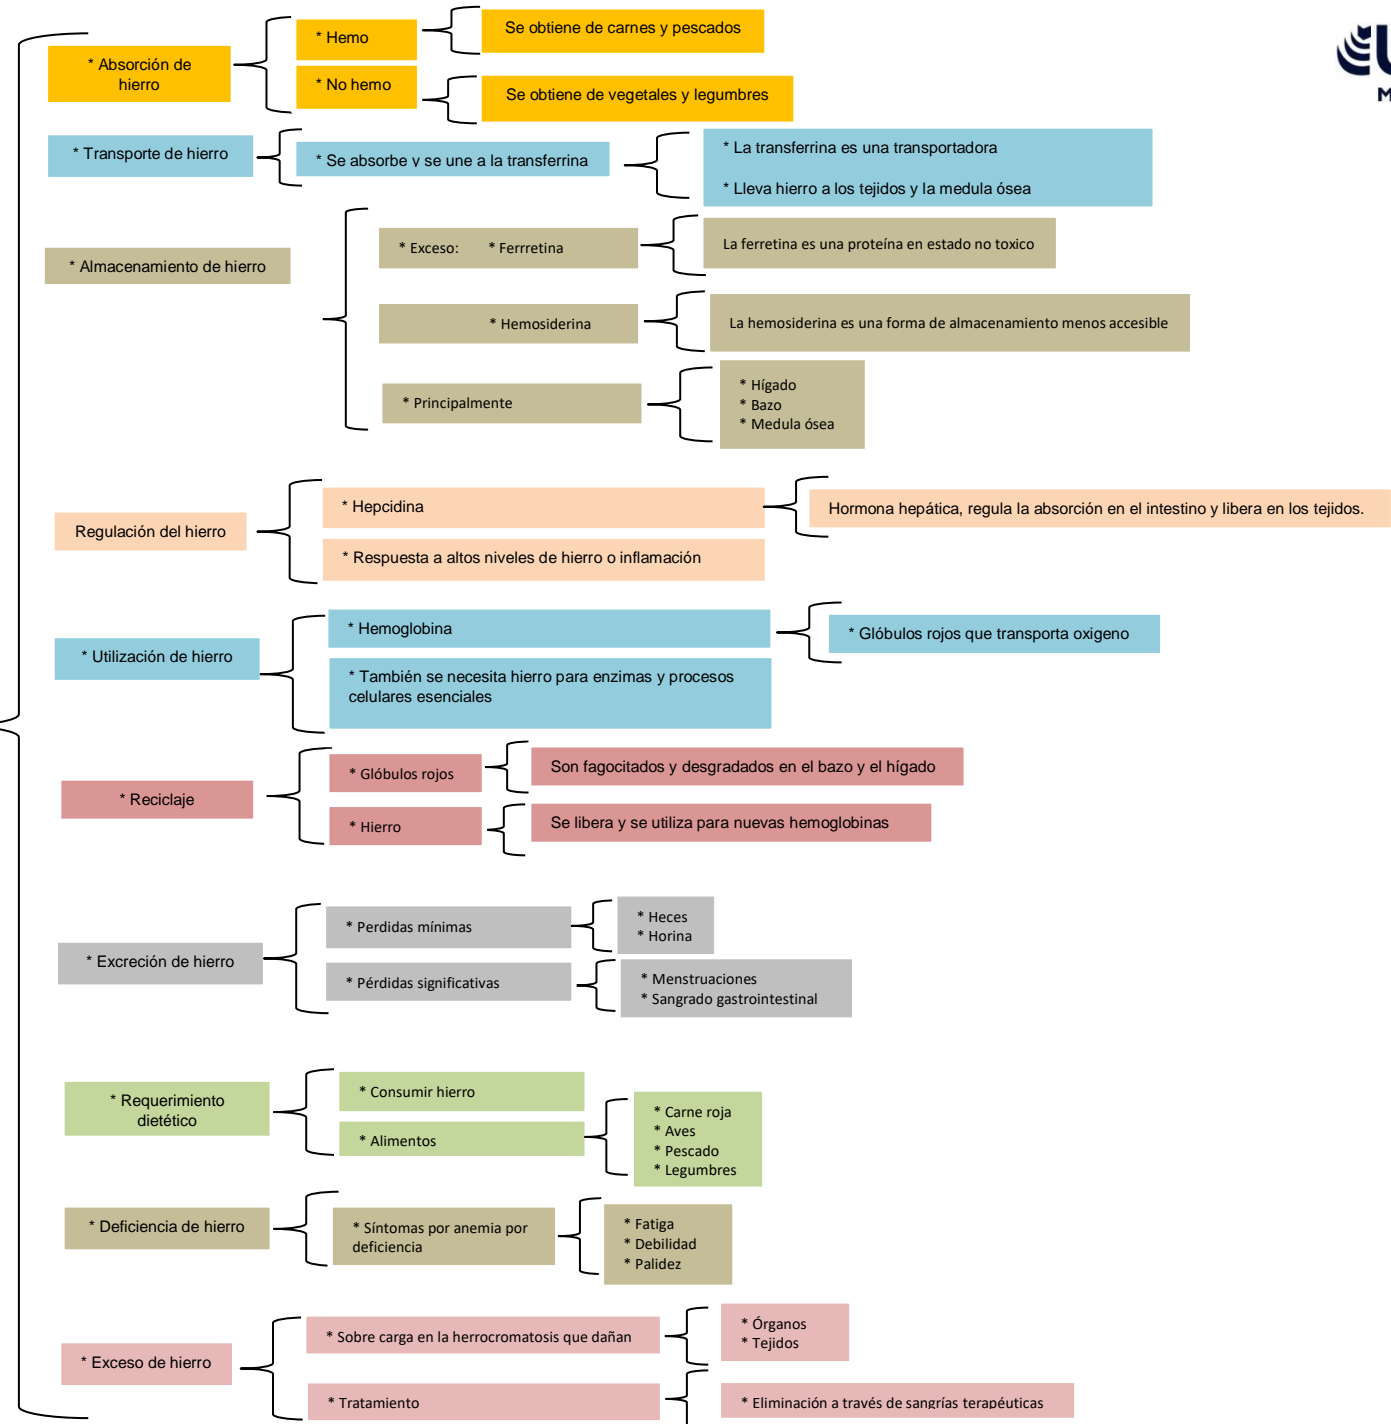 * Absorción de
hierro
* Hemo
Se obtiene de carnes y pescados
* No hemo
Se obtiene de vegetales y legumbres
* Transporte de hierro
* Se absorbe y se une a la transferrina
* La transferrina es una transportadora
* Lleva hierro a los tejidos y la medula ósea
* Almacenamiento de hierro
* Exceso: * Ferrretina
La ferretina es una proteína en estado no toxico
* Hemosiderina
La hemosiderina es una forma de almacenamiento menos accesible
* Principalmente
* Hígado
* Bazo
* Medula ósea
Regulación del hierro
* Hepcidina
Hormona hepática, regula la absorción en el intestino y libera en los tejidos.
* Respuesta a altos niveles de hierro o inflamación
* Utilización de hierro
* Hemoglobina
* Glóbulos rojos que transporta oxigeno
* También se necesita hierro para enzimas y procesos
celulares esenciales
* Reciclaje
* Glóbulos rojos
Son fagocitados y desgradados en el bazo y el hígado
* Hierro
Se libera y se utiliza para nuevas hemoglobinas
* Excreción de hierro
* Perdidas mínimas
* Heces
* Horina
* Pérdidas significativas
* Menstruaciones
* Sangrado gastrointestinal
* Requerimiento
dietético
* Consumir hierro
* Alimentos
* Carne roja
* Aves
* Pescado
* Legumbres
* Deficiencia de hierro
* Síntomas por anemia por
deficiencia
* Fatiga
* Debilidad
* Palidez
* Exceso de hierro
* Sobre carga en la herrocromatosis que dañan
* Órganos
* Tejidos
* Tratamiento
* Eliminación a través de sangrías terapéuticas